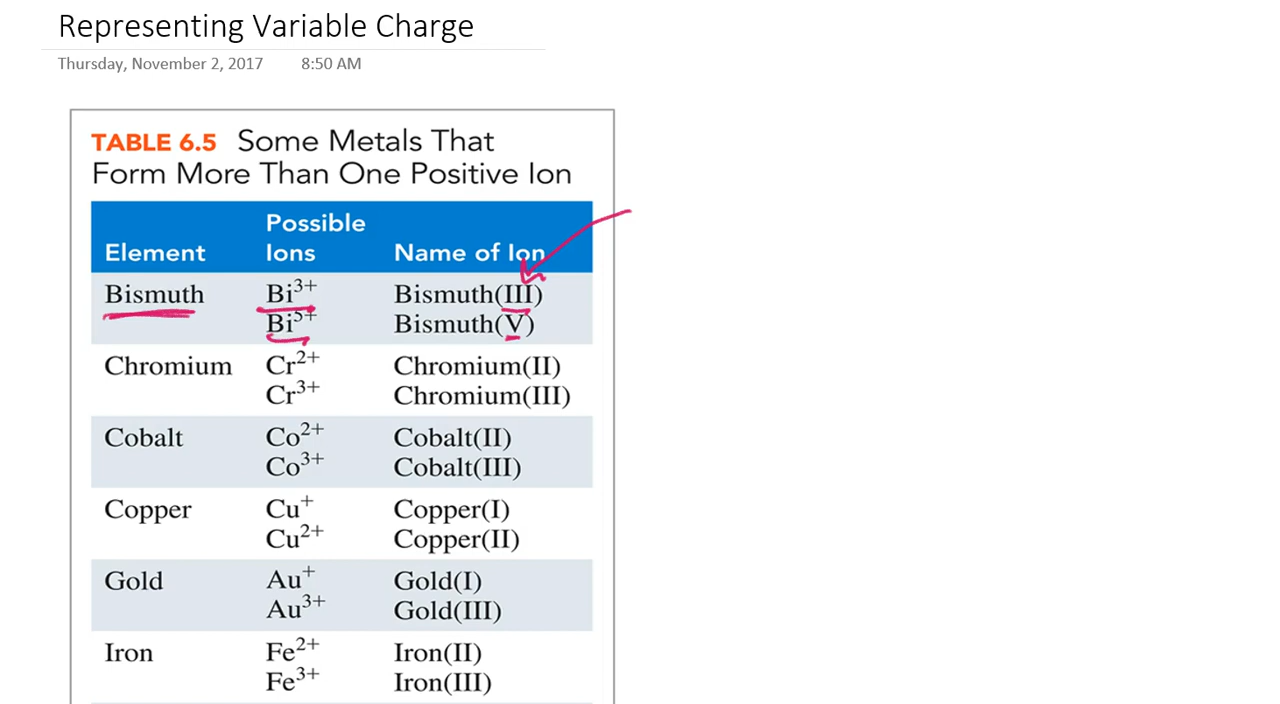 Representing Variable Charge
Thursday, November 2, 2017 8:50 AM
TABLE 6.5 Some Metals That
Form More Than One Positive Ion
Element Possible Ions Name of Ion
Bismuth Bi³⁺ Bismuth(III)
Bi⁵⁺ Bismuth(V)
Chromium Cr²⁺ Chromium(II)
Cr³⁺ Chromium(III)
Cobalt Co²⁺ Cobalt(II)
Co³⁺ Cobalt(III)
Copper Cu⁺ Copper(I)
Cu²⁺ Copper(II)
Gold Au⁺ Gold(I)
Au³⁺ Gold(III)
Iron Fe²⁺ Iron(II)
Fe³⁺ Iron(III)